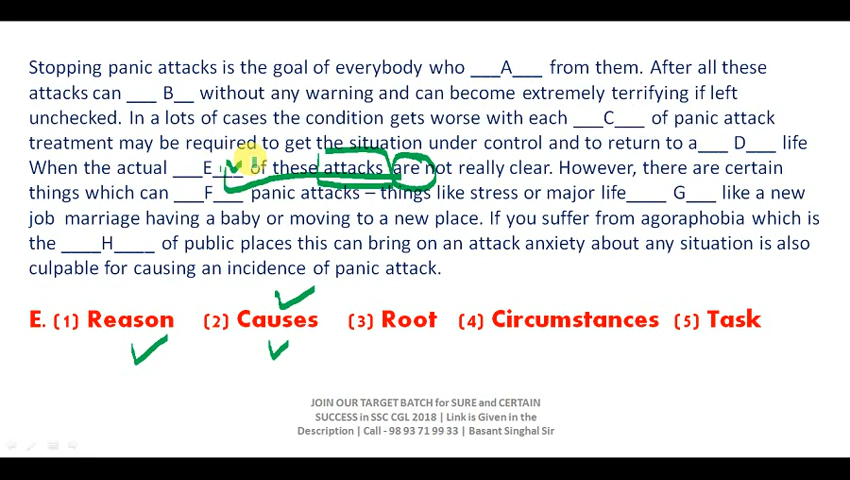 Stopping panic attacks is the goal of everybody who ___A___ from them. After all these
attacks can ___ B__ without any warning and can become extremely terrifying if left
unchecked. In a lots of cases the condition gets worse with each ___C___ of panic attack
treatment may be required to get the situation under control and to return to a___ D___ life
When the actual ___E ___ of these attacks are not really clear. However, there are certain
things which can ___F___ panic attacks – things like stress or major life____ G___ like a new
job marriage having a baby or moving to a new place. If you suffer from agoraphobia which is
the ____H____ of public places this can bring on an attack anxiety about any situation is also
culpable for causing an incidence of panic attack.
E. (1) Reason (2) Causes (3) Root (4) Circumstances (5) Task
JOIN OUR TARGET BATCH for SURE and CERTAIN
SUCCESS in SSC CGL 2018 | Link is Given in the
Description | Call - 98 93 71 99 33 | Basant Singhal Sir